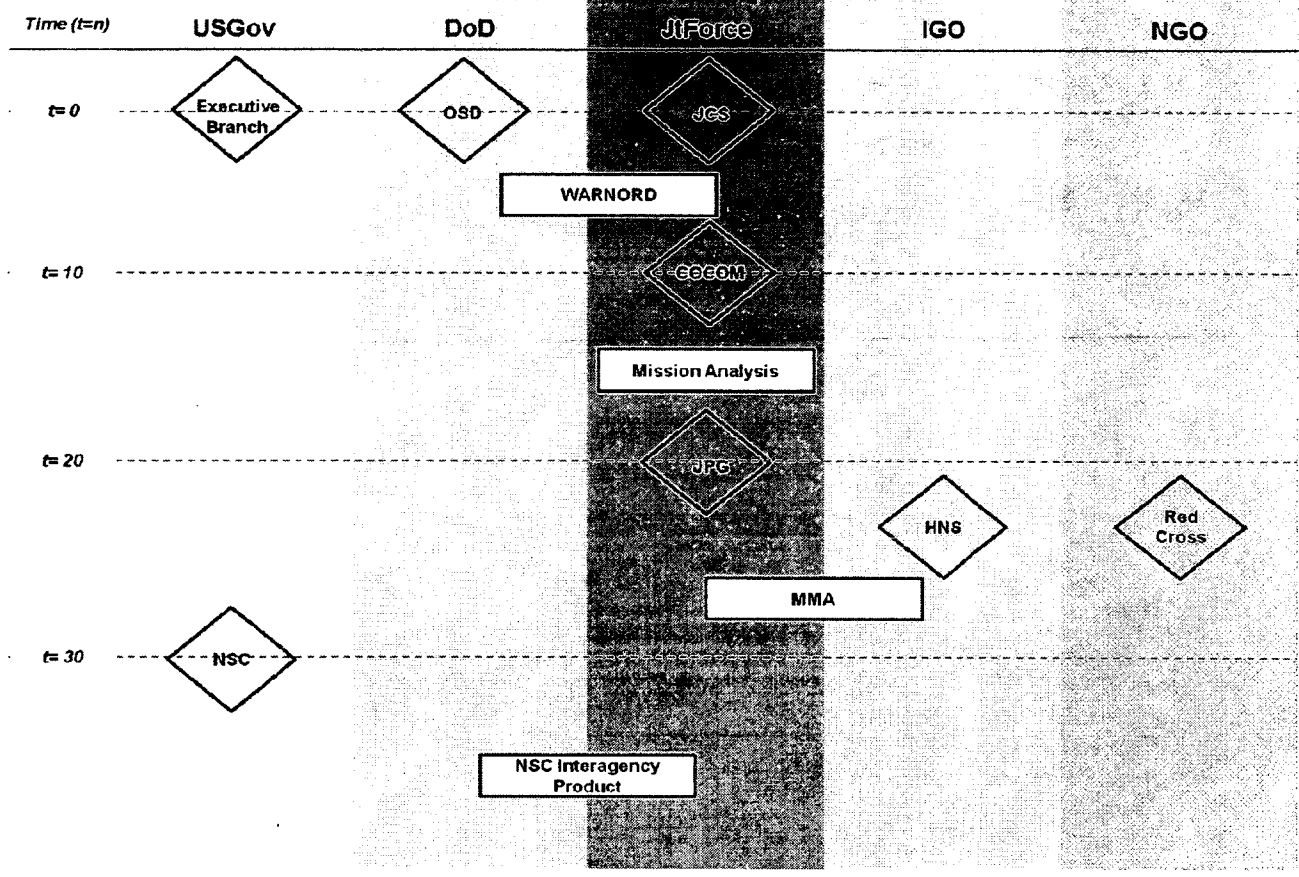 Time (t=n) USGov DoD JtForce IGO NGO
t= 0
Executive
Branch
OSD
JCS
WARNORD
t= 10
COCOM
Mission Analysis
t= 20
JPG
HNS
Red
Cross
MMA
t= 30
NSC
NSC Interagency
Product